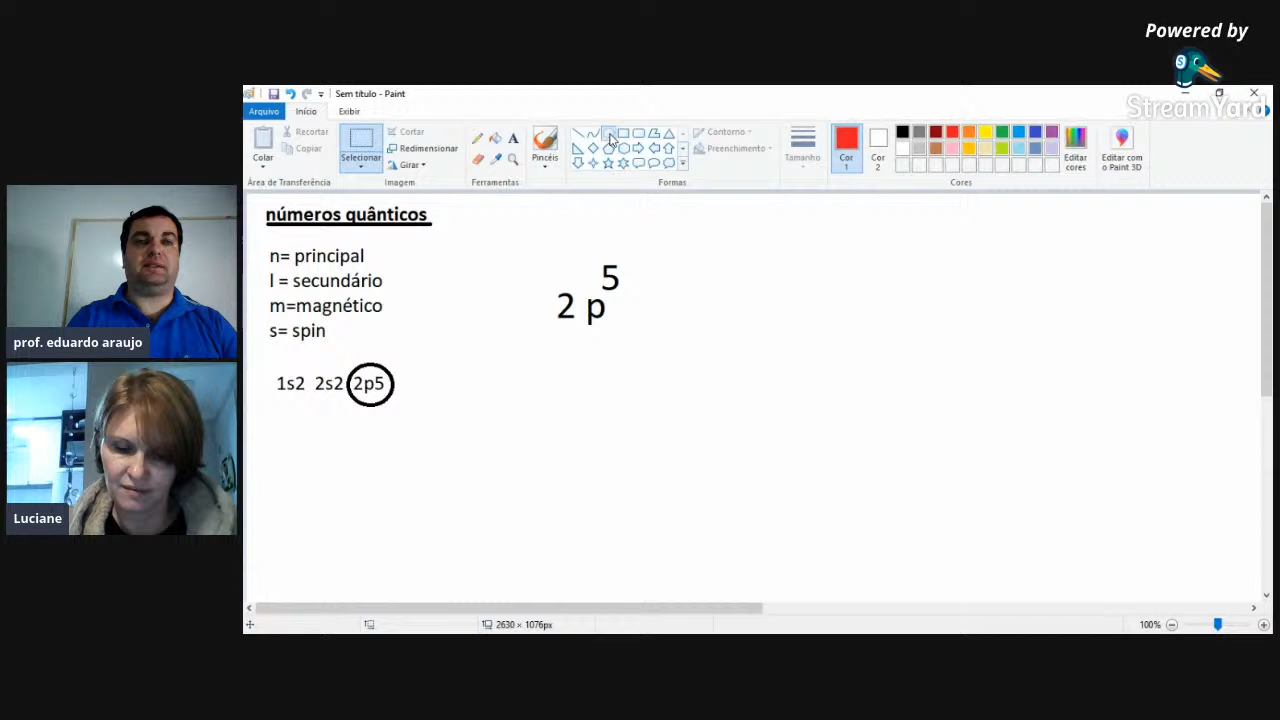 Powered by
StreamYard
Sem título - Paint
Arquivo
Início
Exibir
Colar
Recortar
Copiar
Área de Transferência
Selecionar
Cortar
Redimensionar
Girar
Imagem
A
Ferramentas
Pincéis
Contorno
Preenchimento
Formas
Tamanho
Cor 1
Cor 2
Editar cores
Cores
Editar com o Paint 3D
números quânticos
n= principal
l = secundário
m=magnético
s= spin
1s2 2s2 2p5
2 p 5
prof. eduardo araujo
Luciane
2630 × 1076px
100%